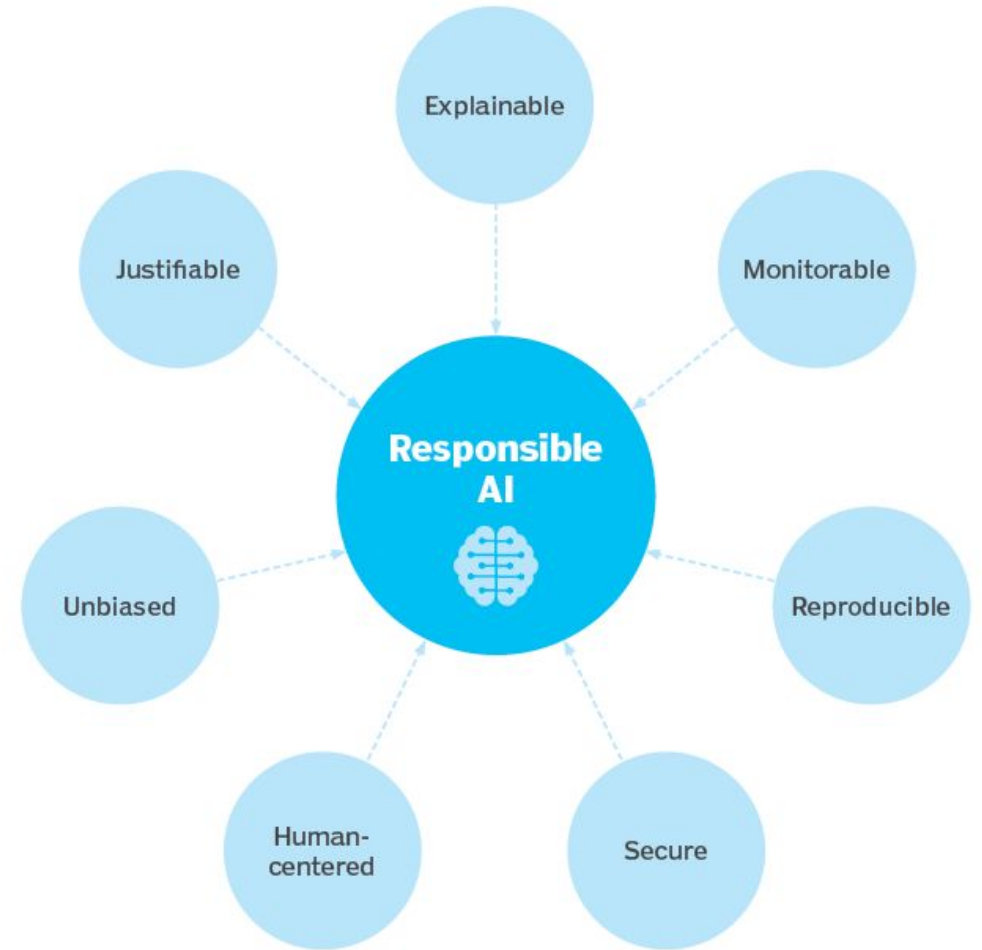 Explainable
Justifiable
Monitorable
Responsible
AI
Unbiased
Reproducible
Human-
centered
Secure